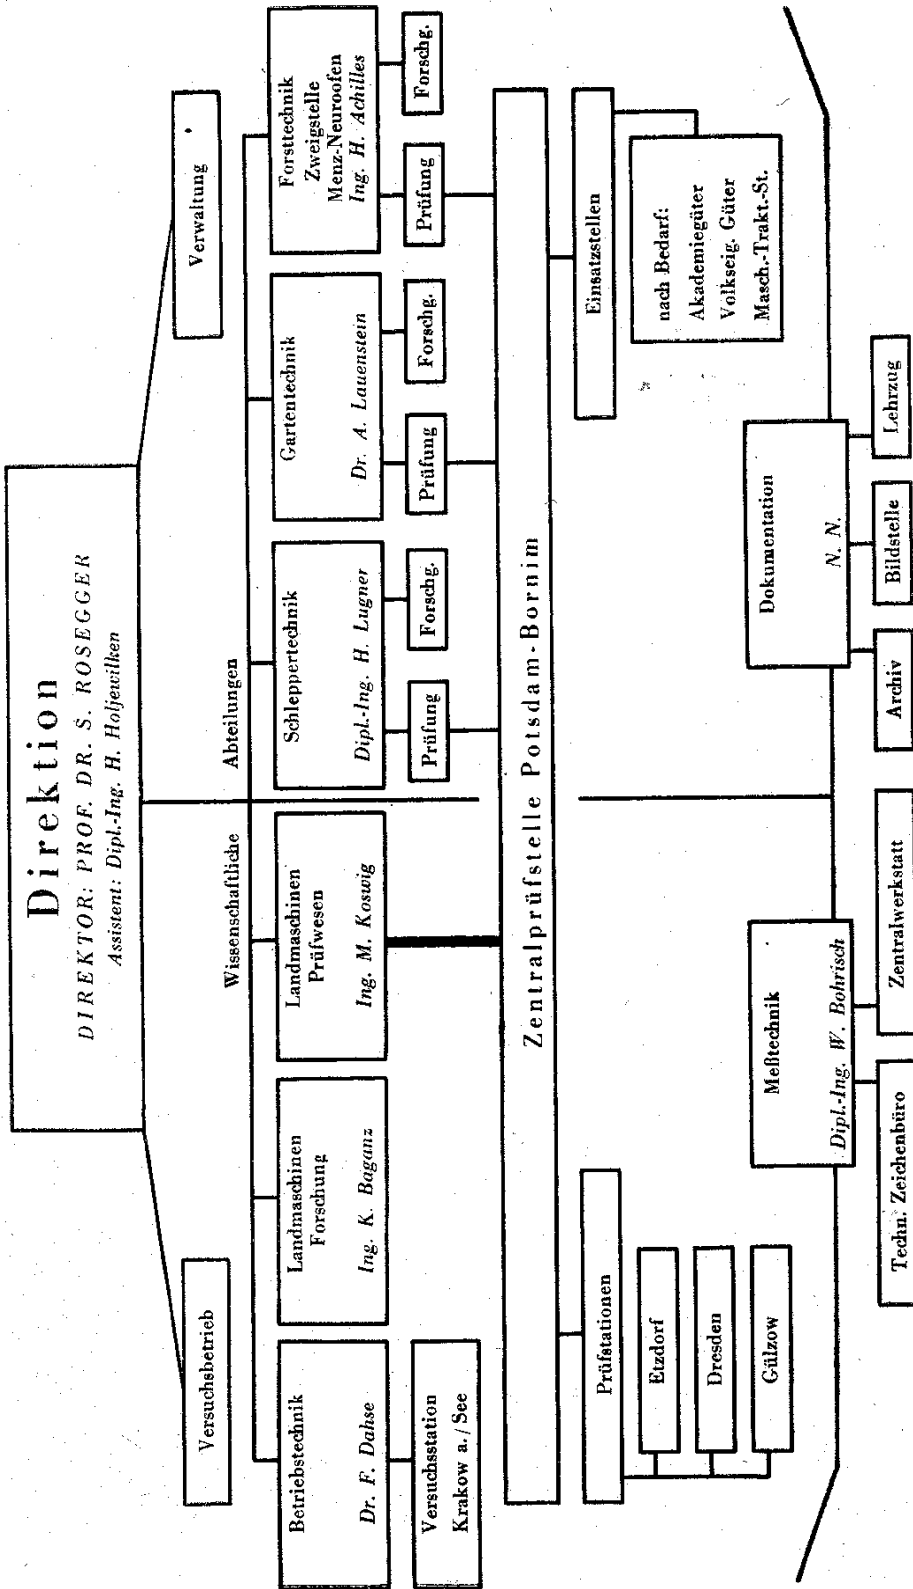 Direktion
DIREKTOR: PROF. DR. S. ROSEGGER
Assistent: Dipl.-Ing. H. Holjewilken
Versuchsbetrieb
Verwaltung
Wissenschaftliche Abteilungen
Betriebstechnik
Dr. F. Dahse
Versuchsstation
Krakow a./See
Landmaschinen
Forschung
Ing. K. Baganz
Landmaschinen
Prüfwesen
Ing. M. Koswig
Schleppertechnik
Dipl.-Ing. H. Lugner
Prüfung
Forschg.
Gartentechnik
Dr. A. Lauenstein
Prüfung
Forschg.
Forsttechnik
Zweigstelle
Menz-Neuroofen
Ing. H. Achilles
Prüfung
Forschg.
Zentralprüfstelle Potsdam-Bornim
Prüfstationen
Etzdorf
Dresden
Gülzow
Einsatzstellen
nach Bedarf:
Akademiegüter
Volkseig. Güter
Masch.-Trakt.-St.
Meßtechnik
Dipl.-Ing. W. Bohrisch
Techn. Zeichenbüro
Zentralwerkstatt
Dokumentation
N. N.
Archiv
Bildstelle
Lehrzug